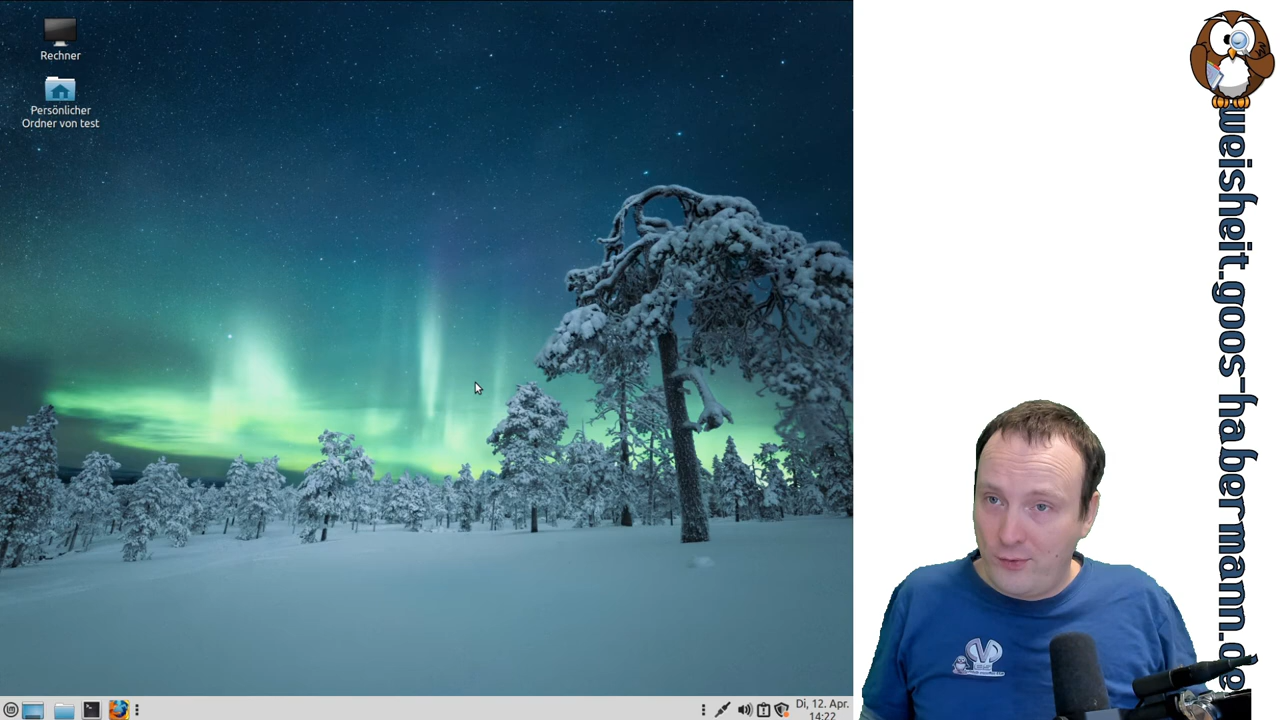 Rechner
Persönlicher
Ordner von test
weisheit.goos-habermann.de
Di, 12. Apr.
14:22